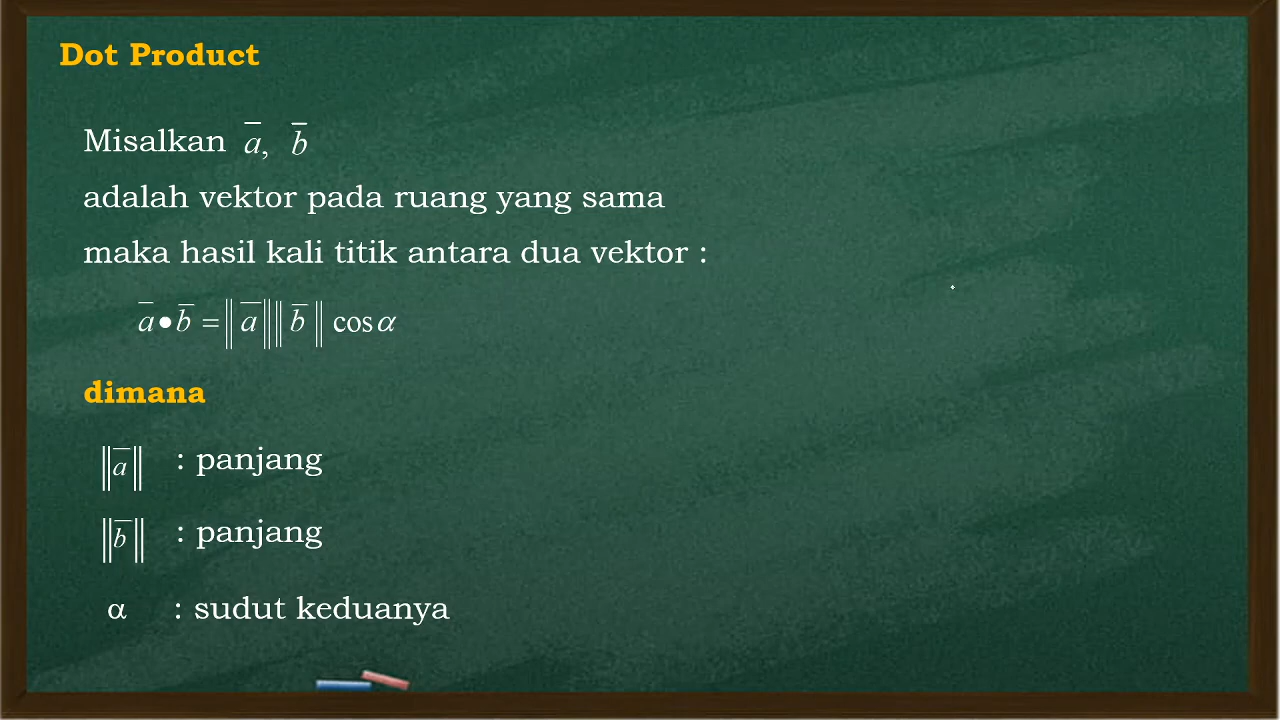 Dot Product
Misalkan a̅, b̅
adalah vektor pada ruang yang sama
maka hasil kali titik antara dua vektor :
a̅ • b̅ = ‖a̅‖‖b̅‖ cos α
dimana
‖a̅‖ : panjang
‖b̅‖ : panjang
α : sudut keduanya